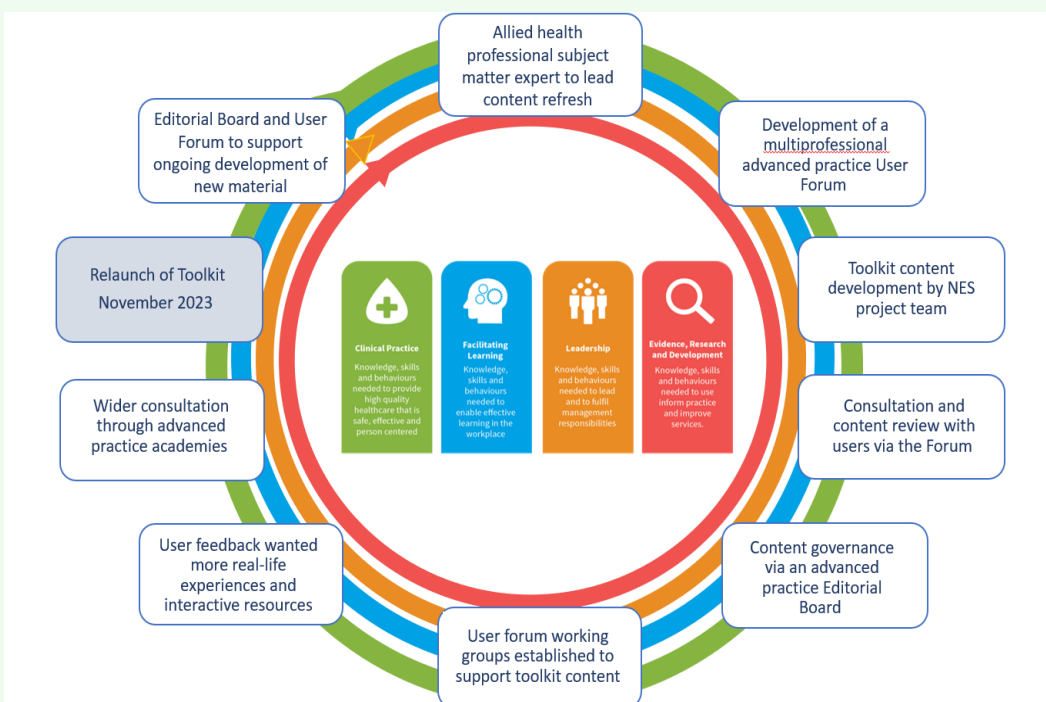 Allied health
professional subject
matter expert to lead
content refresh
Development of a
multiprofessional
advanced practice User
Forum
Toolkit content
development by NES
project team
Consultation and
content review with
users via the Forum
Content governance
via an advanced
practice Editorial
Board
User forum working
groups established to
support toolkit content
User feedback wanted
more real-life
experiences and
interactive resources
Wider consultation
through advanced
practice academies
Relaunch of Toolkit
November 2023
Editorial Board and User
Forum to support
ongoing development of
new material
Clinical Practice
Knowledge, skills
and behaviours
needed to provide
high quality
healthcare that is
safe, effective and
person centered
Facilitating
Learning
Knowledge,
skills and
behaviours
needed to
enable effective
learning in the
workplace
Leadership
Knowledge, skills
and behaviours
needed to lead
and to fulfil
management
responsibilities
Evidence, Research
and Development
Knowledge, skills
and behaviours
needed to use
inform practice
and improve
services.